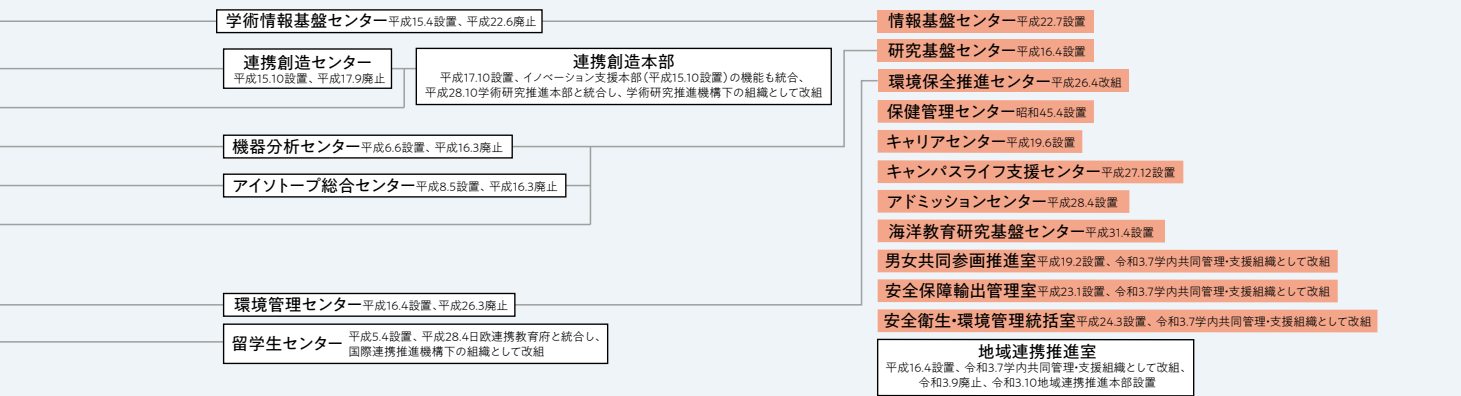 学術情報基盤センター平成15.4設置、平成22.6廃止
情報基盤センター平成22.7設置
連携創造センター
平成15.10設置、平成17.9廃止
連携創造本部
平成17.10設置、イノベーション支援本部(平成15.10設置)の機能も統合、
平成28.10学術研究推進本部と統合し、学術研究推進機構下の組織として改組
研究基盤センター平成16.4設置
環境保全推進センター平成26.4改組
保健管理センター昭和45.4設置
機器分析センター平成6.6設置、平成16.3廃止
キャリアセンター平成19.6設置
アイソトープ総合センター平成8.5設置、平成16.3廃止
キャンパスライフ支援センター平成27.12設置
アドミッションセンター平成28.4設置
海洋教育研究基盤センター平成31.4設置
男女共同参画推進室平成19.2設置、令和3.7学内共同管理・支援組織として改組
安全保障輸出管理室平成23.1設置、令和3.7学内共同管理・支援組織として改組
環境管理センター平成16.4設置、平成26.3廃止
安全衛生・環境管理統括室平成24.3設置、令和3.7学内共同管理・支援組織として改組
留学生センター
平成5.4設置、平成28.4日欧連携教育府と統合し、
国際連携推進機構下の組織として改組
地域連携推進室
平成16.4設置、令和3.7学内共同管理・支援組織として改組、
令和3.9廃止、令和3.10地域連携推進本部設置